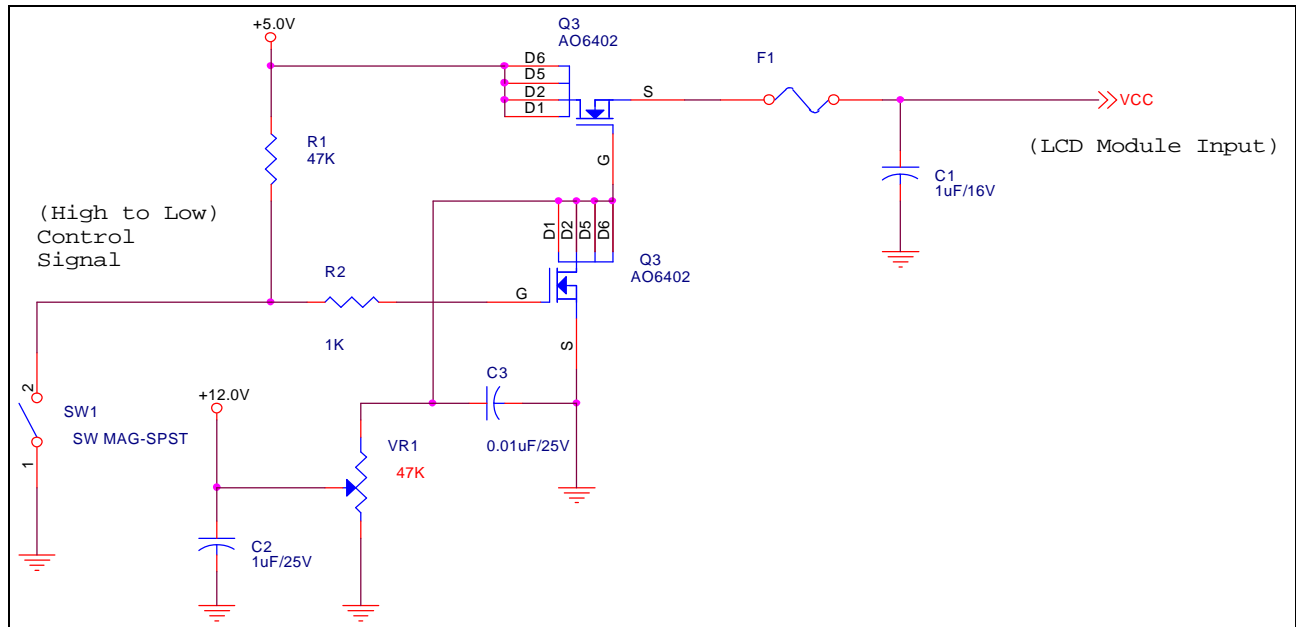 +5.0V
Q3
AO6402
D6
D5
D2
D1
S
G
F1
VCC
(LCD Module Input)
R1
47K
C1
1uF/16V
(High to Low)
Control
Signal
D1
D2
D5
D6
Q3
AO6402
R2
1K
G
S
2
SW1
SW MAG-SPST
1
+12.0V
C3
0.01uF/25V
VR1
47K
C2
1uF/25V